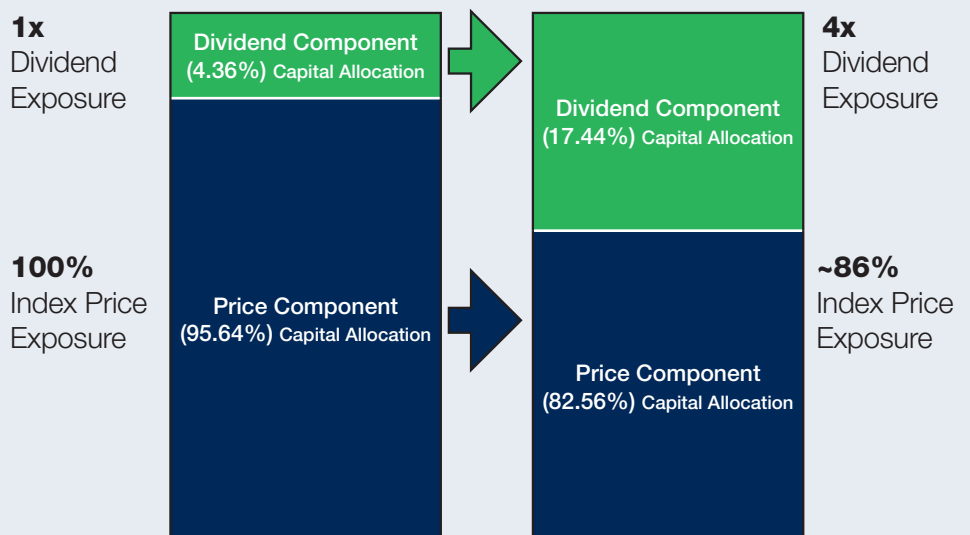 1x
Dividend
Exposure
Dividend Component
(4.36%) Capital Allocation
4x
Dividend
Exposure
Dividend Component
(17.44%) Capital Allocation
100%
Index Price
Exposure
Price Component
(95.64%) Capital Allocation
~86%
Index Price
Exposure
Price Component
(82.56%) Capital Allocation